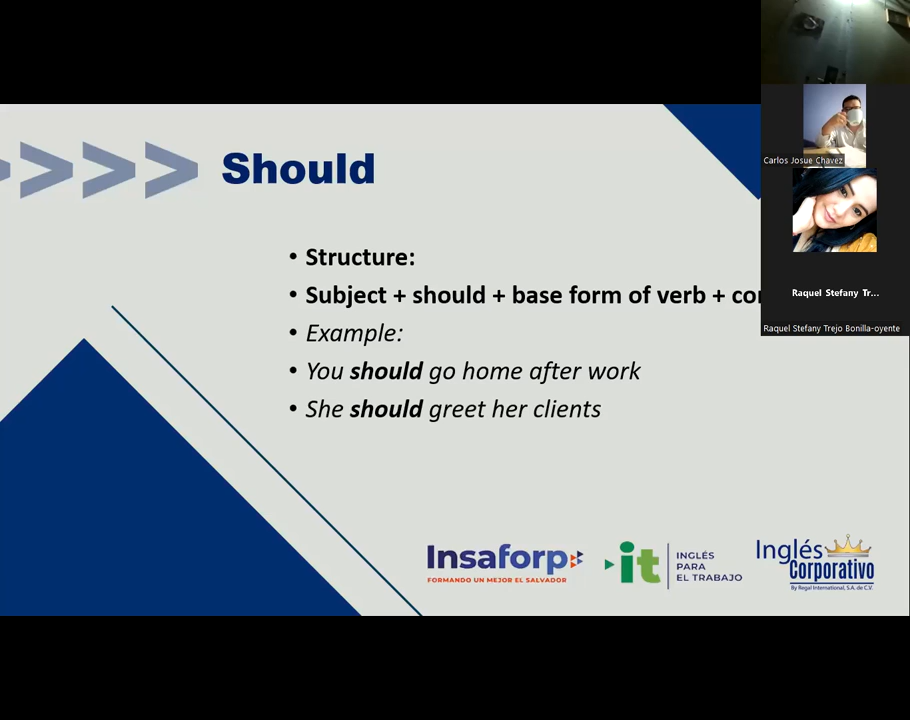 Should
• Structure:
• Subject + should + base form of verb +
• Example:
• You should go home after work
• She should greet her clients
Carlos Josue Chavez
Raquel Stefany Tr...
Raquel Stefany Trejo Bonilla-oyente
Insaforp
FORMANDO UN MEJOR EL SALVADOR
it
INGLÉS
PARA
EL TRABAJO
Inglés
Corporativo
By Regal International, S.A. de C.V.